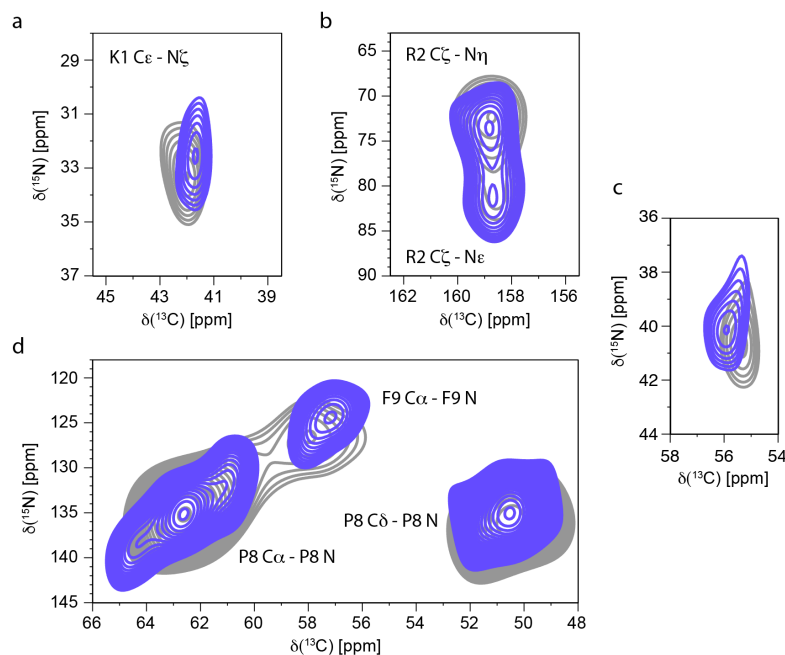 a
K1 Cε - Nζ
28
31
33
35
37
45
43
41
39
δ(¹⁵N) [ppm]
δ(¹³C) [ppm]
b
R2 Cζ - Nη
R2 Cζ - Nε
65
70
75
80
85
90
162
160
158
156
δ(¹⁵N) [ppm]
δ(¹³C) [ppm]
c
36
38
40
42
44
58
56
54
δ(¹⁵N) [ppm]
δ(¹³C) [ppm]
d
F9 Cα - F9 N
P8 Cδ - P8 N
P8 Cα - P8 N
120
125
130
135
140
145
66
64
62
60
58
56
54
52
50
48
δ(¹⁵N) [ppm]
δ(¹³C) [ppm]